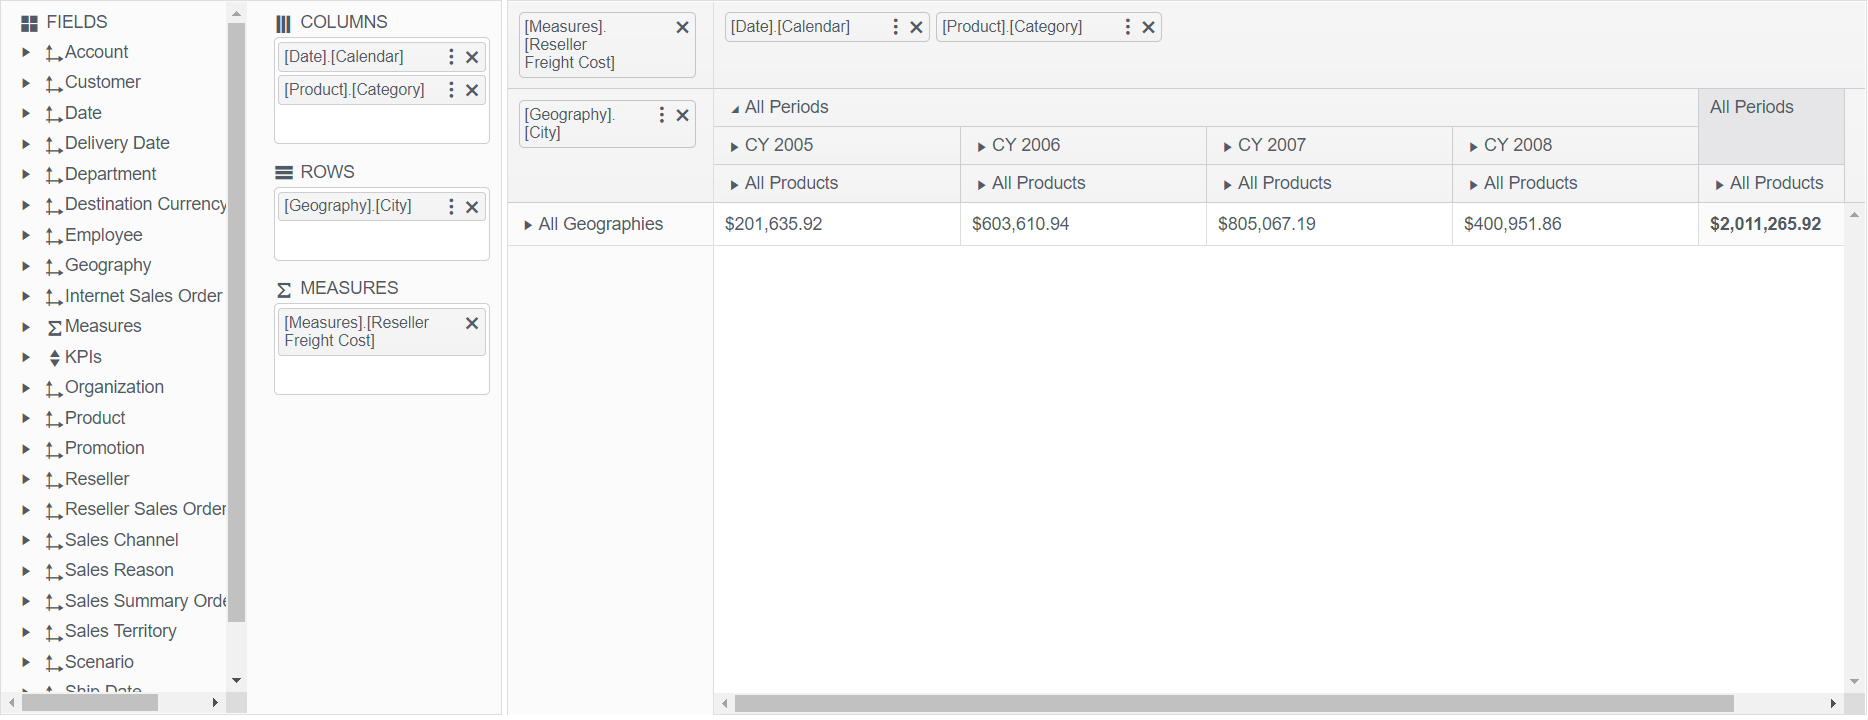 FIELDS
Account
Customer
Date
Delivery Date
Department
Destination Currency
Employee
Geography
Internet Sales Order
Measures
KPIs
Organization
Product
Promotion
Reseller
Reseller Sales Order
Sales Channel
Sales Reason
Sales Summary Orde
Sales Territory
Scenario
Ship Date
COLUMNS
[Date].[Calendar]
[Product].[Category]
ROWS
[Geography].[City]
MEASURES
[Measures].[Reseller
Freight Cost]
[Measures].
[Reseller
Freight Cost]
[Date].[Calendar] [Product].[Category]
[Geography].
[City]
All Periods All Periods
CY 2005 CY 2006 CY 2007 CY 2008
All Products All Products All Products All Products All Products
All Geographies $201,635.92 $603,610.94 $805,067.19 $400,951.86 $2,011,265.92